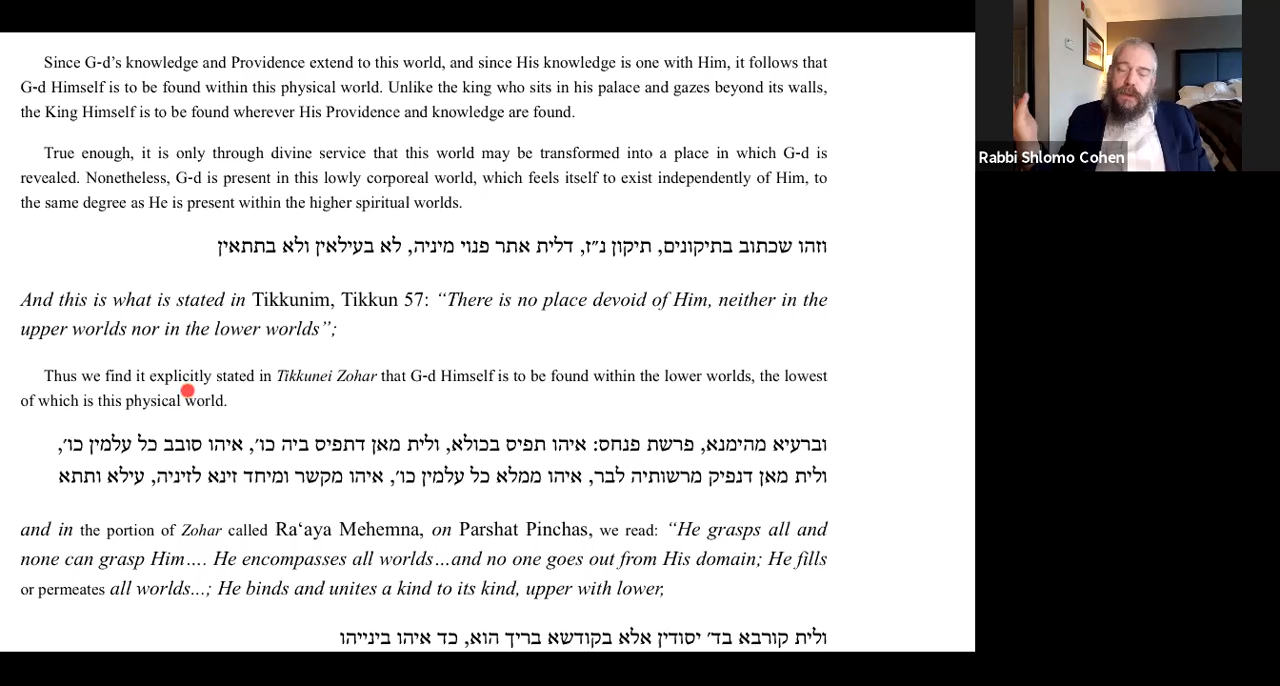 Since G-d’s knowledge and Providence extend to this world, and since His knowledge is one with Him, it follows that
G-d Himself is to be found within this physical world. Unlike the king who sits in his palace and gazes beyond its walls,
the King Himself is to be found wherever His Providence and knowledge are found.
True enough, it is only through divine service that this world may be transformed into a place in which G-d is
revealed. Nonetheless, G-d is present in this lowly corporeal world, which feels itself to exist independently of Him, to
the same degree as He is present within the higher spiritual worlds.
וזהו שכתוב בתיקונים, תיקון נ״ז, דלית אתר פנוי מיניה, לא בעילאין ולא בתתאין
And this is what is stated in Tikkunim, Tikkun 57: “There is no place devoid of Him, neither in the
upper worlds nor in the lower worlds”;
Thus we find it explicitly stated in Tikkunei Zohar that G-d Himself is to be found within the lower worlds, the lowest
of which is this physical world.
וברעיא מהימנא, פרשת פנחס: איהו תפיס בכולא, ולית מאן דתפיס ביה כו׳, איהו סובב כל עלמין כו׳,
ולית מאן דנפיק מרשותיה לבר, איהו ממלא כל עלמין כו׳, איהו מקשר ומיחד זינא לזיניה, עילא ותתא
and in the portion of Zohar called Ra‘aya Mehemna, on Parshat Pinchas, we read: “He grasps all and
none can grasp Him…. He encompasses all worlds…and no one goes out from His domain; He fills
or permeates all worlds...; He binds and unites a kind to its kind, upper with lower,
ולית קורבא בד׳ יסודין אלא בקודשא בריך הוא, כד איהו ביניייהו
Rabbi Shlomo Cohen